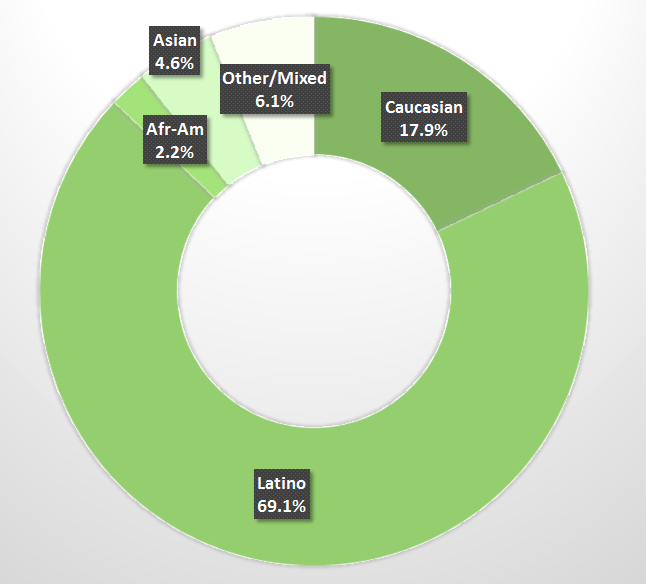 Asian
4.6%
Other/Mixed
6.1%
Caucasian
17.9%
Afr-Am
2.2%
Latino
69.1%